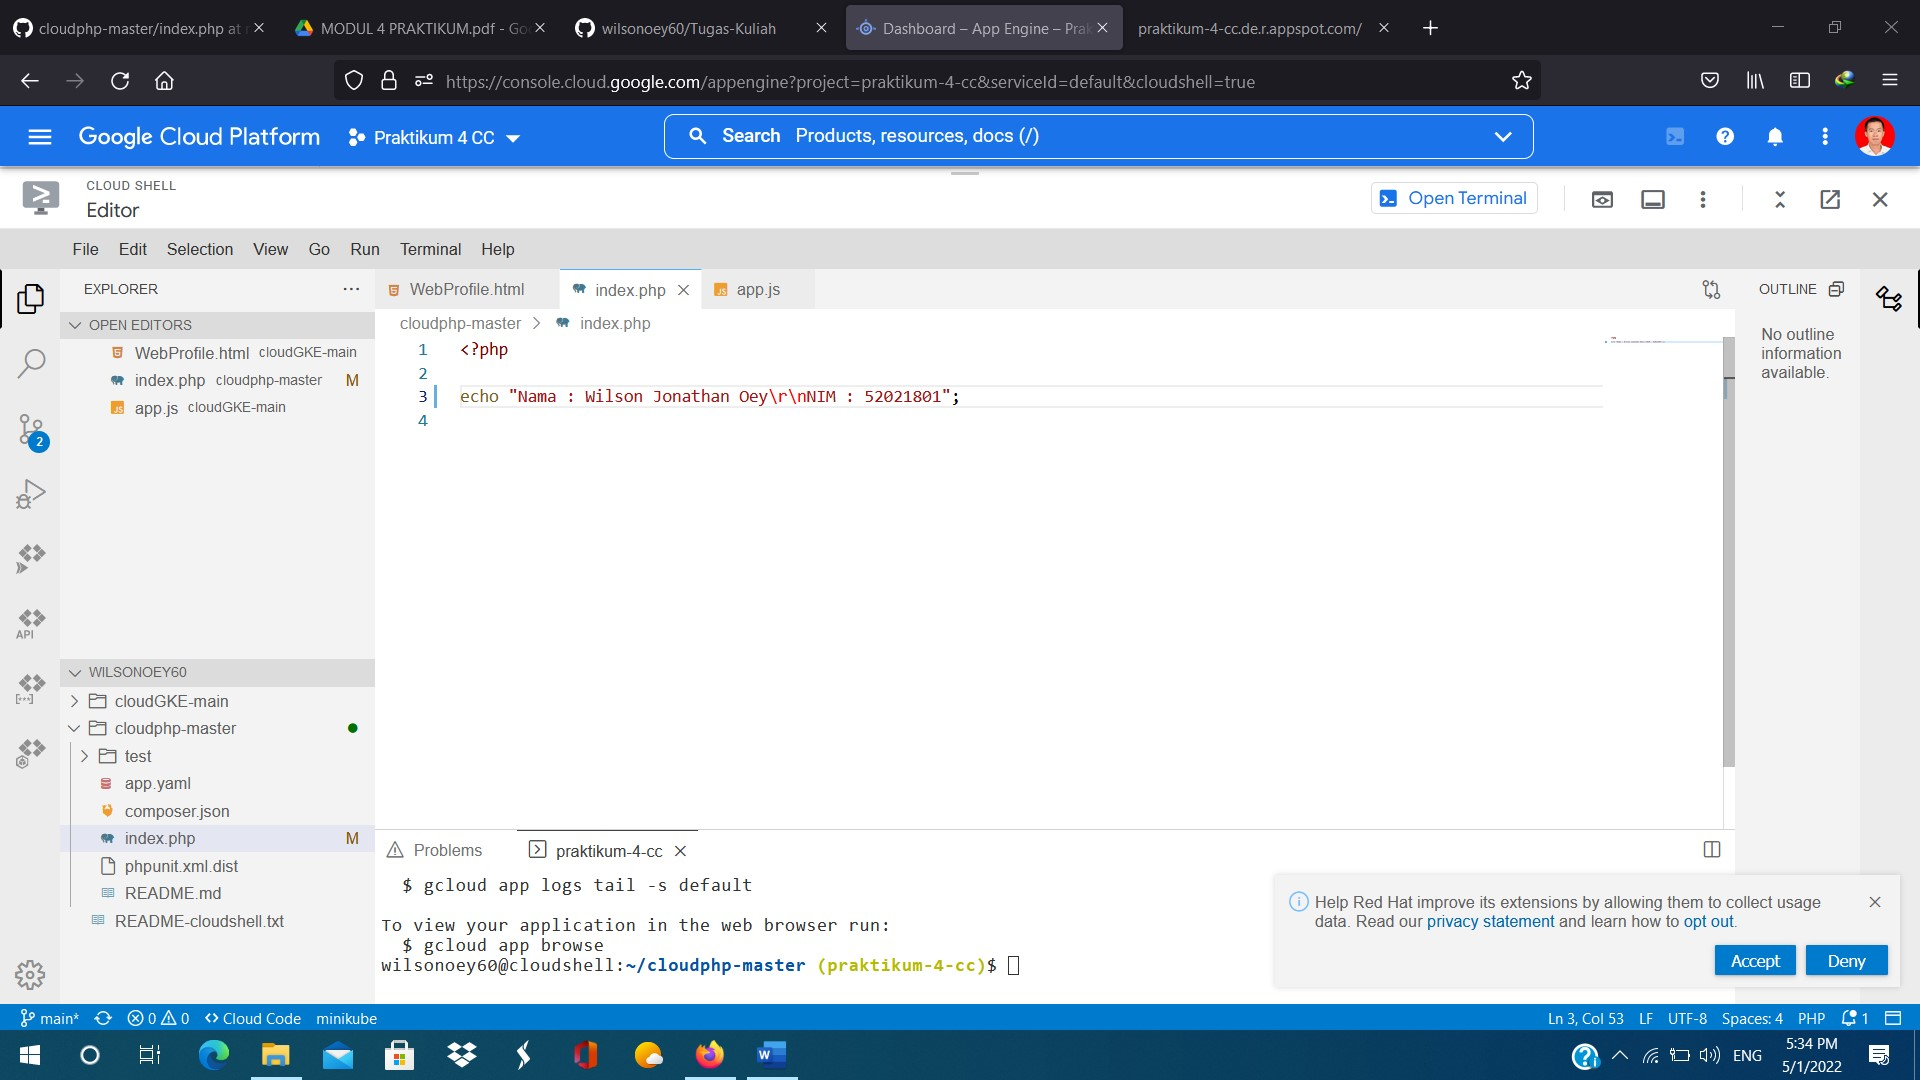 cloudphp-master/index.php at r
MODUL 4 PRAKTIKUM.pdf - Go
wilsonoey60/Tugas-Kuliah
Dashboard – App Engine – Prak
praktikum-4-cc.de.r.appspot.com/
https://console.cloud.google.com/appengine?project=praktikum-4-cc&serviceId=default&cloudshell=true
Google Cloud Platform
Praktikum 4 CC
Search Products, resources, docs (/)
CLOUD SHELL
Editor
Open Terminal
File Edit Selection View Go Run Terminal Help
EXPLORER
WebProfile.html
index.php
app.js
OUTLINE
OPEN EDITORS
cloudphp-master > index.php
No outline
information
available.
WebProfile.html cloudGKE-main
index.php cloudphp-master M
app.js cloudGKE-main
1 <?php
2
3 echo "Nama : Wilson Jonathan Oey\r\nNIM : 52021801";
4
2
API
WILSONOEY60
cloudGKE-main
cloudphp-master
test
app.yaml
composer.json
index.php M
phpunit.xml.dist
README.md
README-cloudshell.txt
Problems
praktikum-4-cc
$ gcloud app logs tail -s default
To view your application in the web browser run:
$ gcloud app browse
wilsonoey60@cloudshell:~/cloudphp-master (praktikum-4-cc)$
Help Red Hat improve its extensions by allowing them to collect usage
data. Read our privacy statement and learn how to opt out.
Accept
Deny
main* 0 0 <> Cloud Code minikube
Ln 3, Col 53 LF UTF-8 Spaces: 4 PHP 1
ENG
5:34 PM
5/1/2022